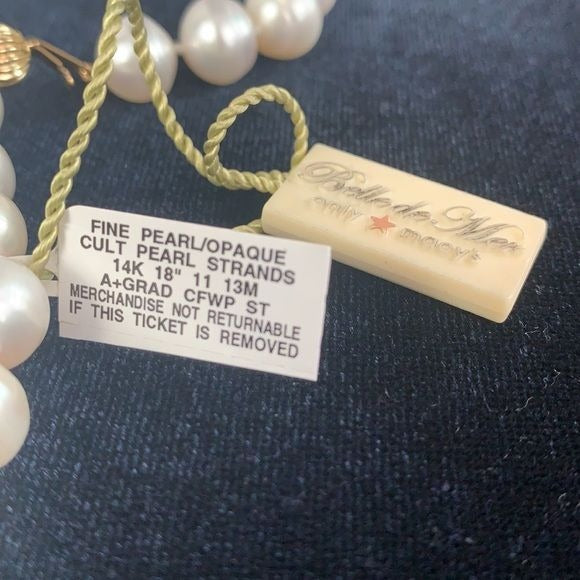 Belle de Mer
only ★ macy's
FINE PEARL/OPAQUE
CULT PEARL STRANDS
14K 18" 11 13M
A+GRAD CFWP ST
MERCHANDISE NOT RETURNABLE
IF THIS TICKET IS REMOVED